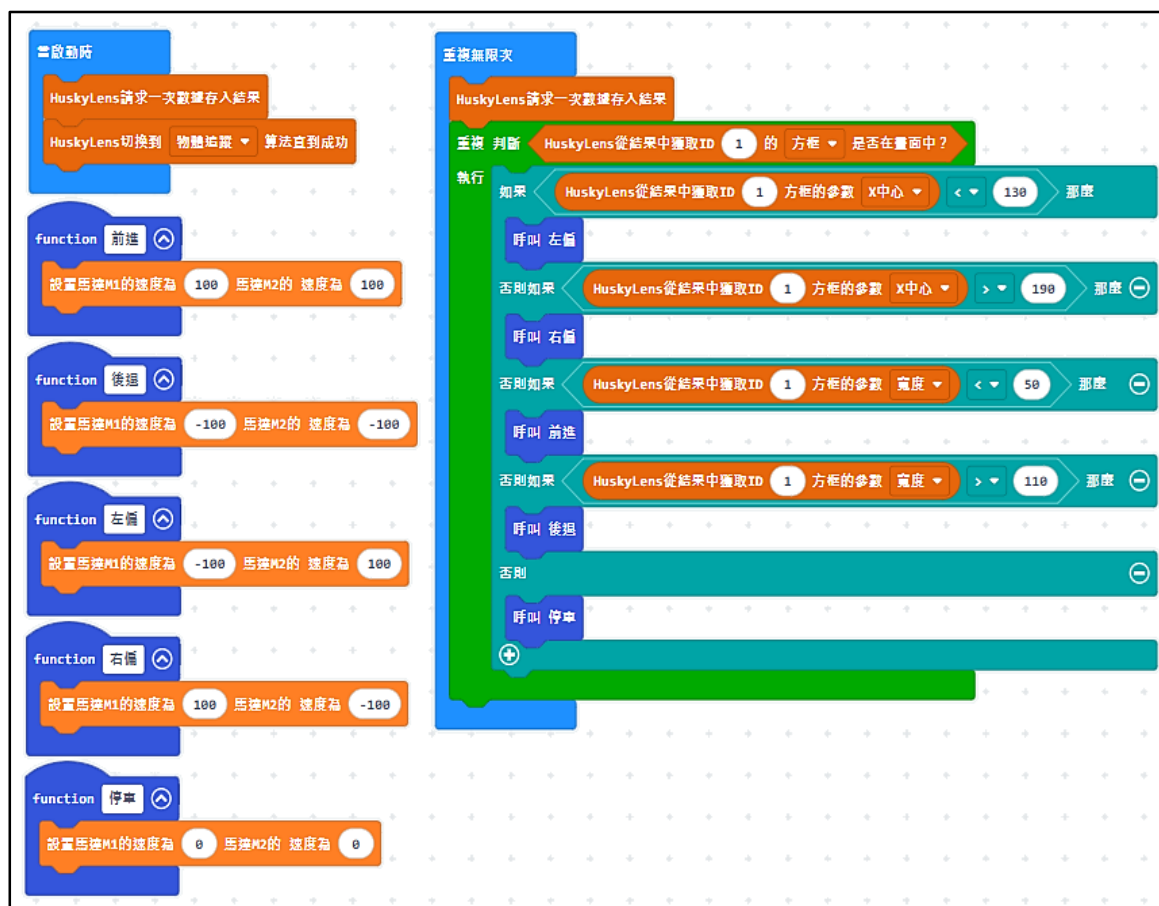 當啟動時
HuskyLens請求一次數據存入結果
HuskyLens切換到 物體追蹤 算法直到成功
function 前進
設置馬達M1的速度為 100 馬達M2的 速度為 100
function 後退
設置馬達M1的速度為 -100 馬達M2的 速度為 -100
function 左偏
設置馬達M1的速度為 -100 馬達M2的 速度為 100
function 右偏
設置馬達M1的速度為 100 馬達M2的 速度為 -100
function 停車
設置馬達M1的速度為 0 馬達M2的 速度為 0
重複無限次
HuskyLens請求一次數據存入結果
重複 判斷 HuskyLens從結果中獲取ID 1 的 方框 是否在畫面中？
執行
如果 HuskyLens從結果中獲取ID 1 方框的參數 X中心 < 130 那麼
呼叫 左偏
否則如果 HuskyLens從結果中獲取ID 1 方框的參數 X中心 > 190 那麼
呼叫 右偏
否則如果 HuskyLens從結果中獲取ID 1 方框的參數 寬度 < 50 那麼
呼叫 前進
否則如果 HuskyLens從結果中獲取ID 1 方框的參數 寬度 > 110 那麼
呼叫 後退
否則
呼叫 停車